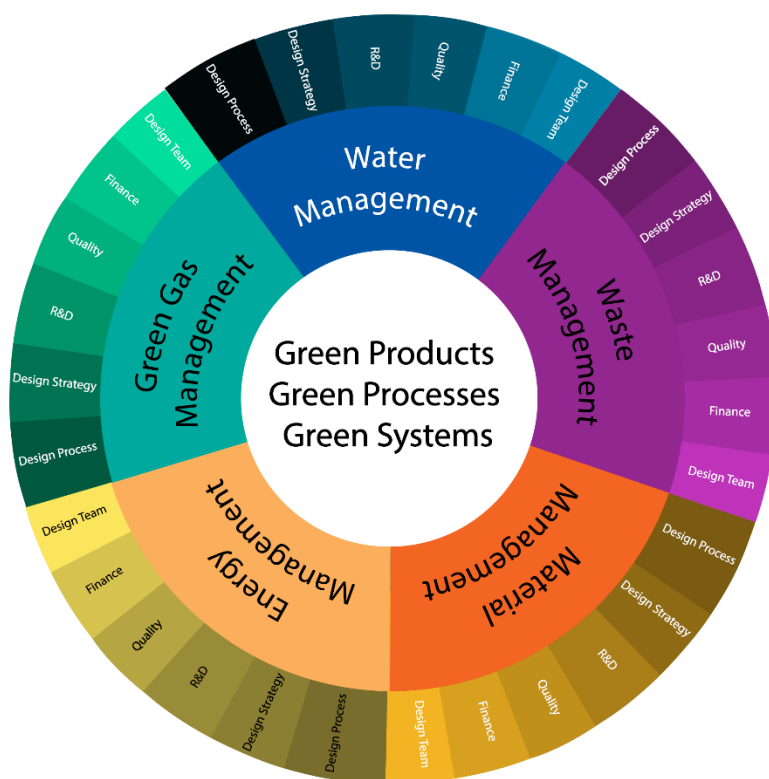 Green Products
Green Processes
Green Systems
Water
Management
Design Process
Design Strategy
R&D
Quality
Finance
Design Team
Waste
Management
Design Process
Design Strategy
R&D
Quality
Finance
Design Team
Material
Management
Design Process
Design Strategy
R&D
Quality
Finance
Design Team
Energy
Management
Design Process
Design Strategy
R&D
Quality
Finance
Design Team
Green Gas
Management
Design Process
Design Strategy
R&D
Quality
Finance
Design Team